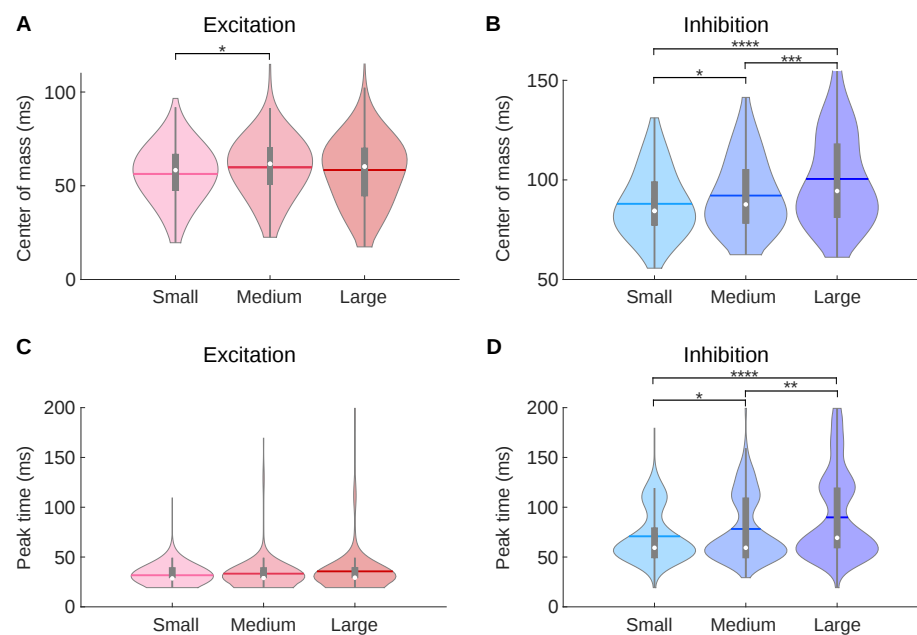 A
Excitation
*
Center of mass (ms)
100
50
0
Small Medium Large
B
Inhibition
****
* ***
Center of mass (ms)
150
100
50
Small Medium Large
C
Excitation
Peak time (ms)
200
150
100
50
0
Small Medium Large
D
Inhibition
****
* **
Peak time (ms)
200
150
100
50
0
Small Medium Large